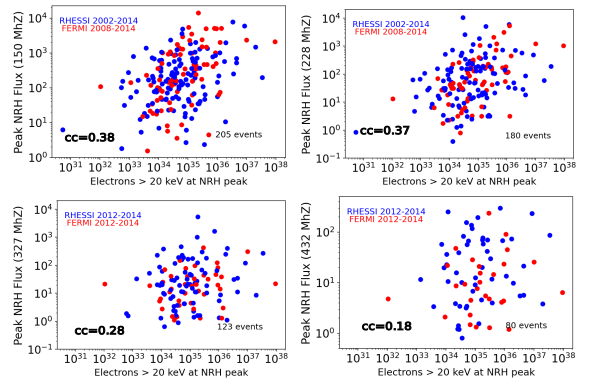 RHESSI 2002-2014
FERMI 2008-2014
Peak NRH Flux (150 MHz)
10^4
10^3
10^2
10^1
10^0
cc=0.38
205 events
10^31 10^32 10^33 10^34 10^35 10^36 10^37 10^38
Electrons > 20 keV at NRH peak
RHESSI 2002-2014
FERMI 2008-2014
Peak NRH Flux (228 MHz)
10^4
10^3
10^2
10^1
10^0
10^−1
cc=0.37
180 events
10^31 10^32 10^33 10^34 10^35 10^36 10^37 10^38
Electrons > 20 keV at NRH peak
RHESSI 2012-2014
FERMI 2012-2014
Peak NRH Flux (327 MHz)
10^4
10^3
10^2
10^1
10^0
10^−1
cc=0.28
123 events
10^31 10^32 10^33 10^34 10^35 10^36 10^37 10^38
Electrons > 20 keV at NRH peak
RHESSI 2012-2014
FERMI 2012-2014
Peak NRH Flux (432 MHz)
10^2
10^1
10^0
cc=0.18
80 events
10^31 10^32 10^33 10^34 10^35 10^36 10^37 10^38
Electrons > 20 keV at NRH peak